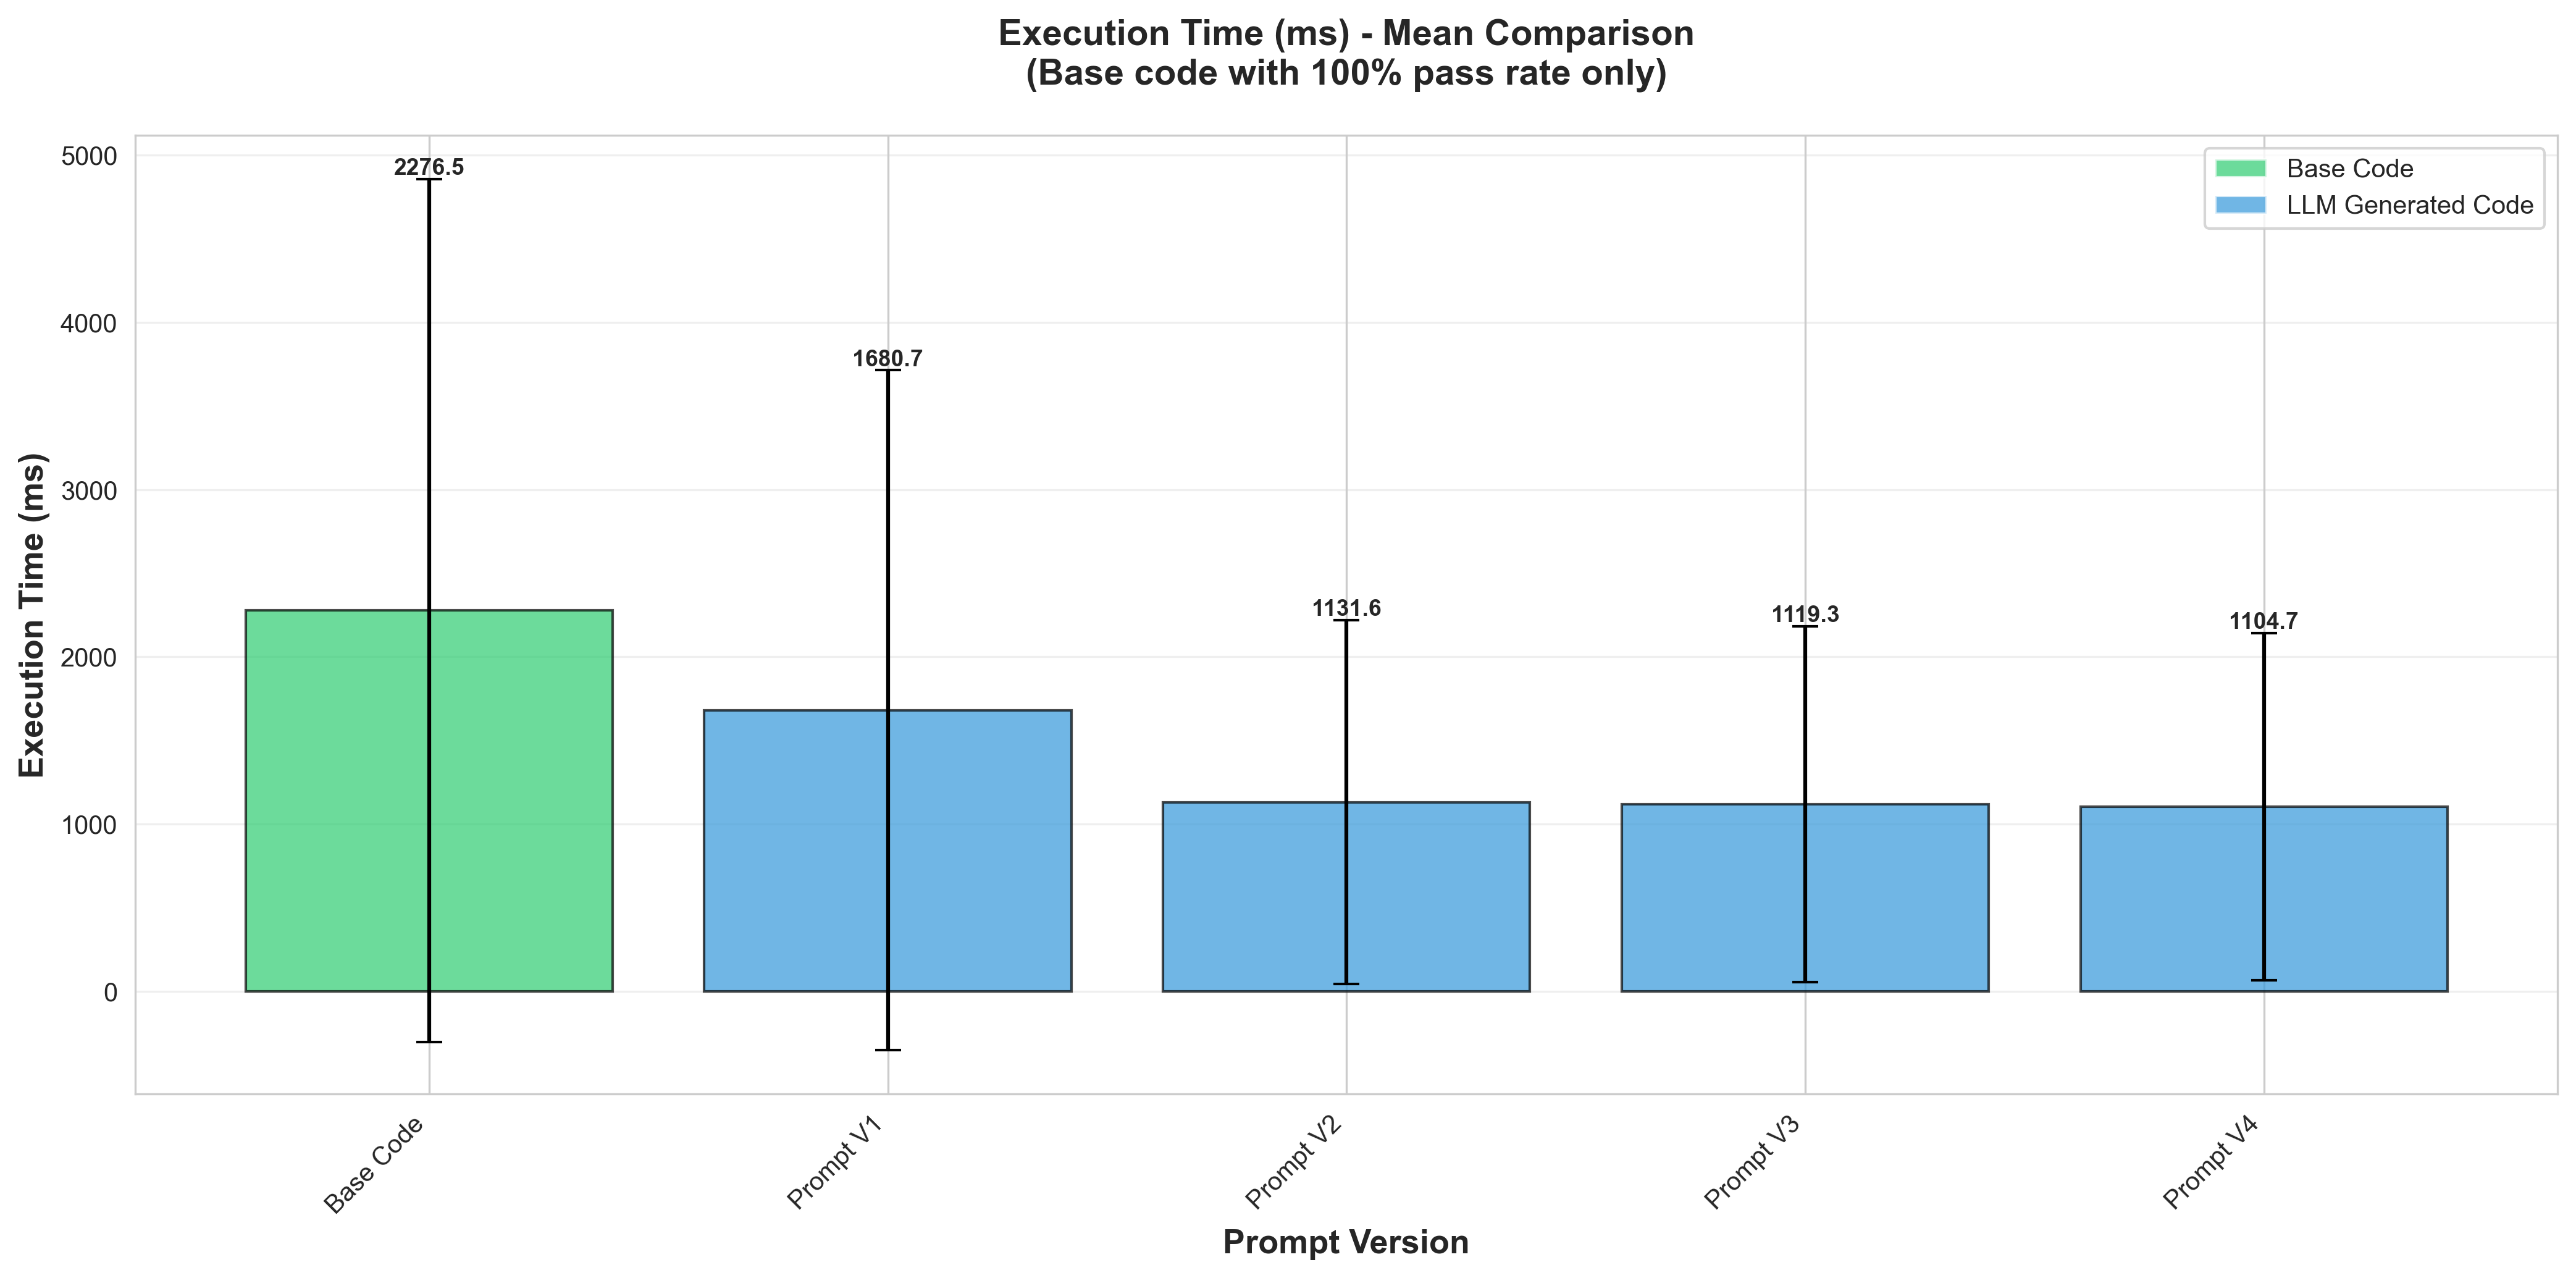 Execution Time (ms) - Mean Comparison
(Base code with 100% pass rate only)
Execution Time (ms)
5000
4000
3000
2000
1000
0
2276.5
1680.7
1131.6
1119.3
1104.7
Base Code
LLM Generated Code
Base Code
Prompt V1
Prompt V2
Prompt V3
Prompt V4
Prompt Version